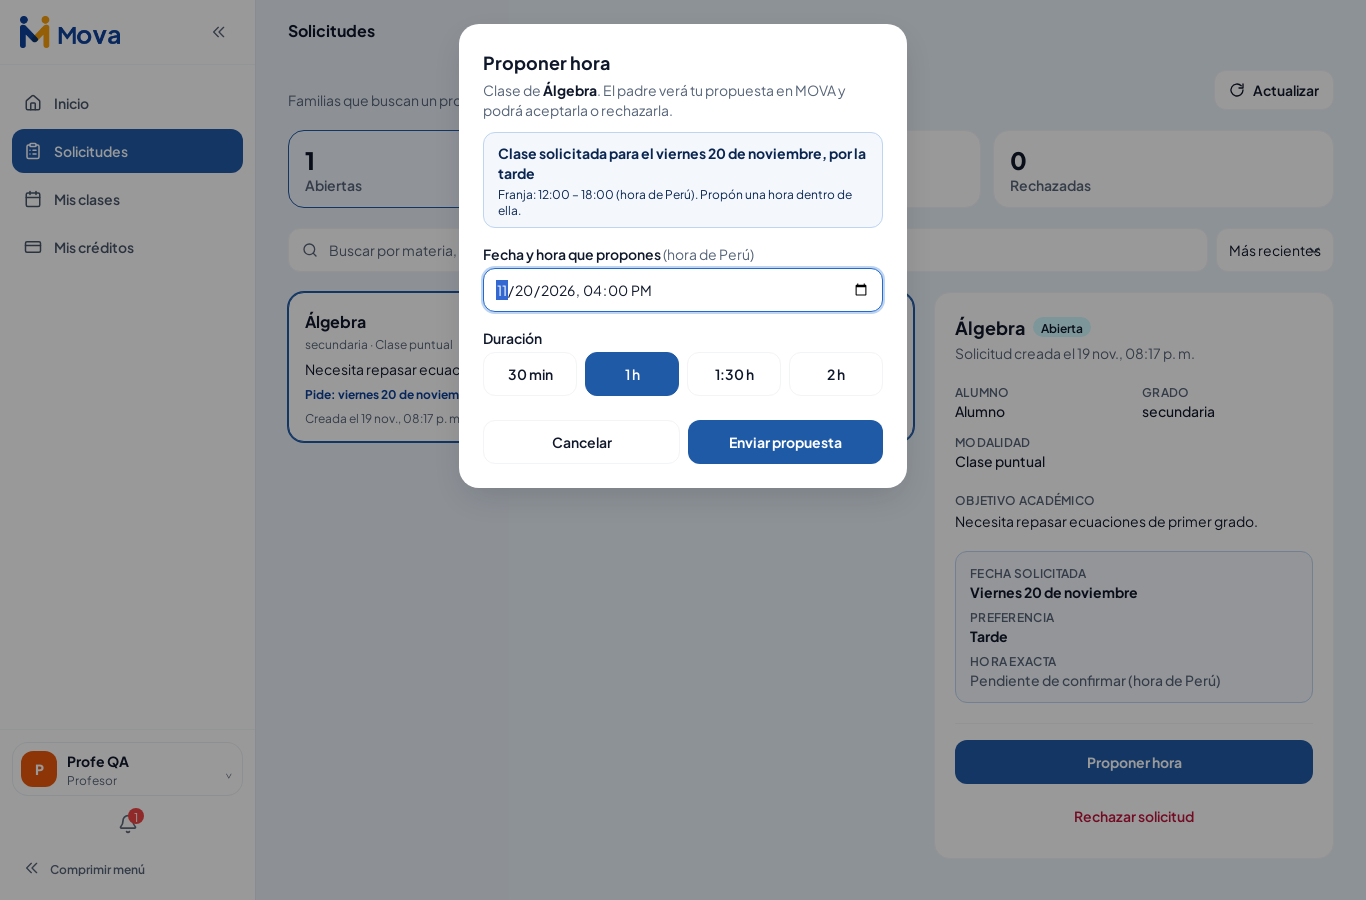 Mova
Inicio
Solicitudes
Mis clases
Mis créditos
Profe QA
Profesor
P
1
Comprimir menú
Solicitudes
Familias que buscan un pro
Actualizar
1
Abiertas
0
Rechazadas
Buscar por materia,
Más recientes
Álgebra
secundaria · Clase puntual
Necesita repasar ecuac
Pide: viernes 20 de noviem
Creada el 19 nov., 08:17 p. m
Proponer hora
Clase de Álgebra. El padre verá tu propuesta en MOVA y
podrá aceptarla o rechazarla.
Clase solicitada para el viernes 20 de noviembre, por la
tarde
Franja: 12:00 – 18:00 (hora de Perú). Propón una hora dentro de
ella.
Fecha y hora que propones (hora de Perú)
11/20/2026, 04:00 PM
Duración
30 min
1 h
1:30 h
2 h
Cancelar
Enviar propuesta
Álgebra
Abierta
Solicitud creada el 19 nov., 08:17 p. m.
ALUMNO
Alumno
GRADO
secundaria
MODALIDAD
Clase puntual
OBJETIVO ACADÉMICO
Necesita repasar ecuaciones de primer grado.
FECHA SOLICITADA
Viernes 20 de noviembre
PREFERENCIA
Tarde
HORA EXACTA
Pendiente de confirmar (hora de Perú)
Proponer hora
Rechazar solicitud